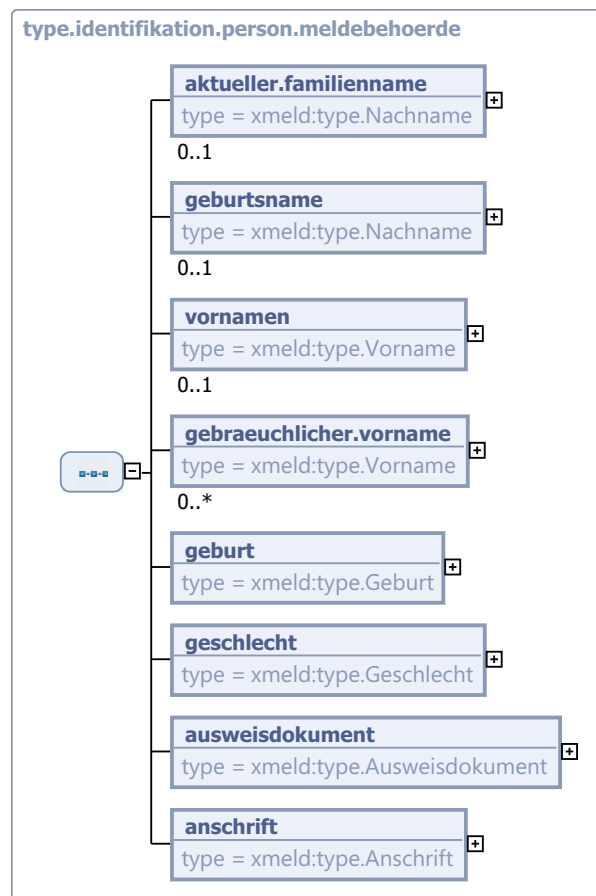 type.identifikation.person.meldebehoerde
aktueller.familienname
type = xmeld:type.Nachname
0..1
geburtsname
type = xmeld:type.Nachname
0..1
vornamen
type = xmeld:type.Vorname
0..1
gebraeuchlicher.vorname
type = xmeld:type.Vorname
0..*
geburt
type = xmeld:type.Geburt
geschlecht
type = xmeld:type.Geschlecht
ausweisdokument
type = xmeld:type.Ausweisdokument
anschrift
type = xmeld:type.Anschrift